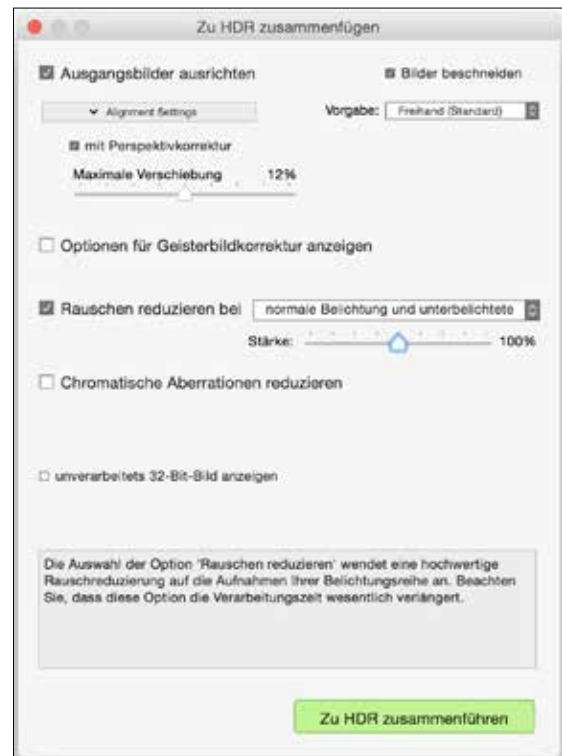 Zu HDR zusammenfügen
Ausgangsbilder ausrichten
Bilder beschneiden
Alignment Settings
Vorgabe: Freihand (Standard)
mit Perspektivkorrektur
Maximale Verschiebung 12%
Optionen für Geisterbildkorrektur anzeigen
Rauschen reduzieren bei normale Belichtung und unterbelichtete
Stärke: 100%
Chromatische Aberrationen reduzieren
unverarbeitets 32-Bit-Bild anzeigen
Die Auswahl der Option 'Rauschen reduzieren' wendet eine hochwertige
Rauschreduzierung auf die Aufnahmen Ihrer Belichtungsreihe an. Beachten
Sie, dass diese Option die Verarbeitungszeit wesentlich verlängert.
Zu HDR zusammenführen